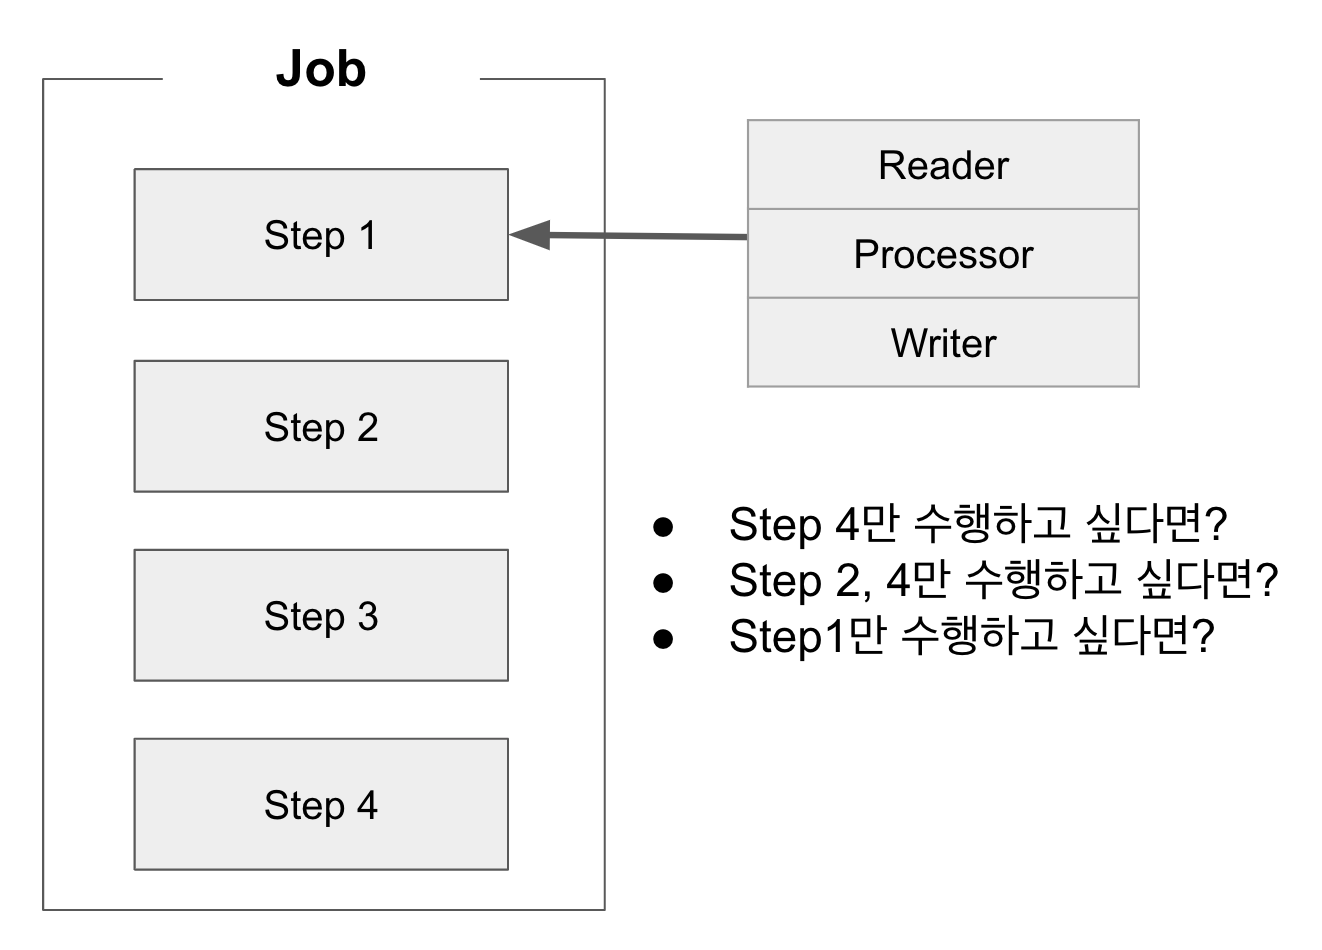 Job
Step 1
Step 2
Step 3
Step 4
Reader
Processor
Writer
● Step 4만 수행하고 싶다면?
● Step 2, 4만 수행하고 싶다면?
● Step1만 수행하고 싶다면?